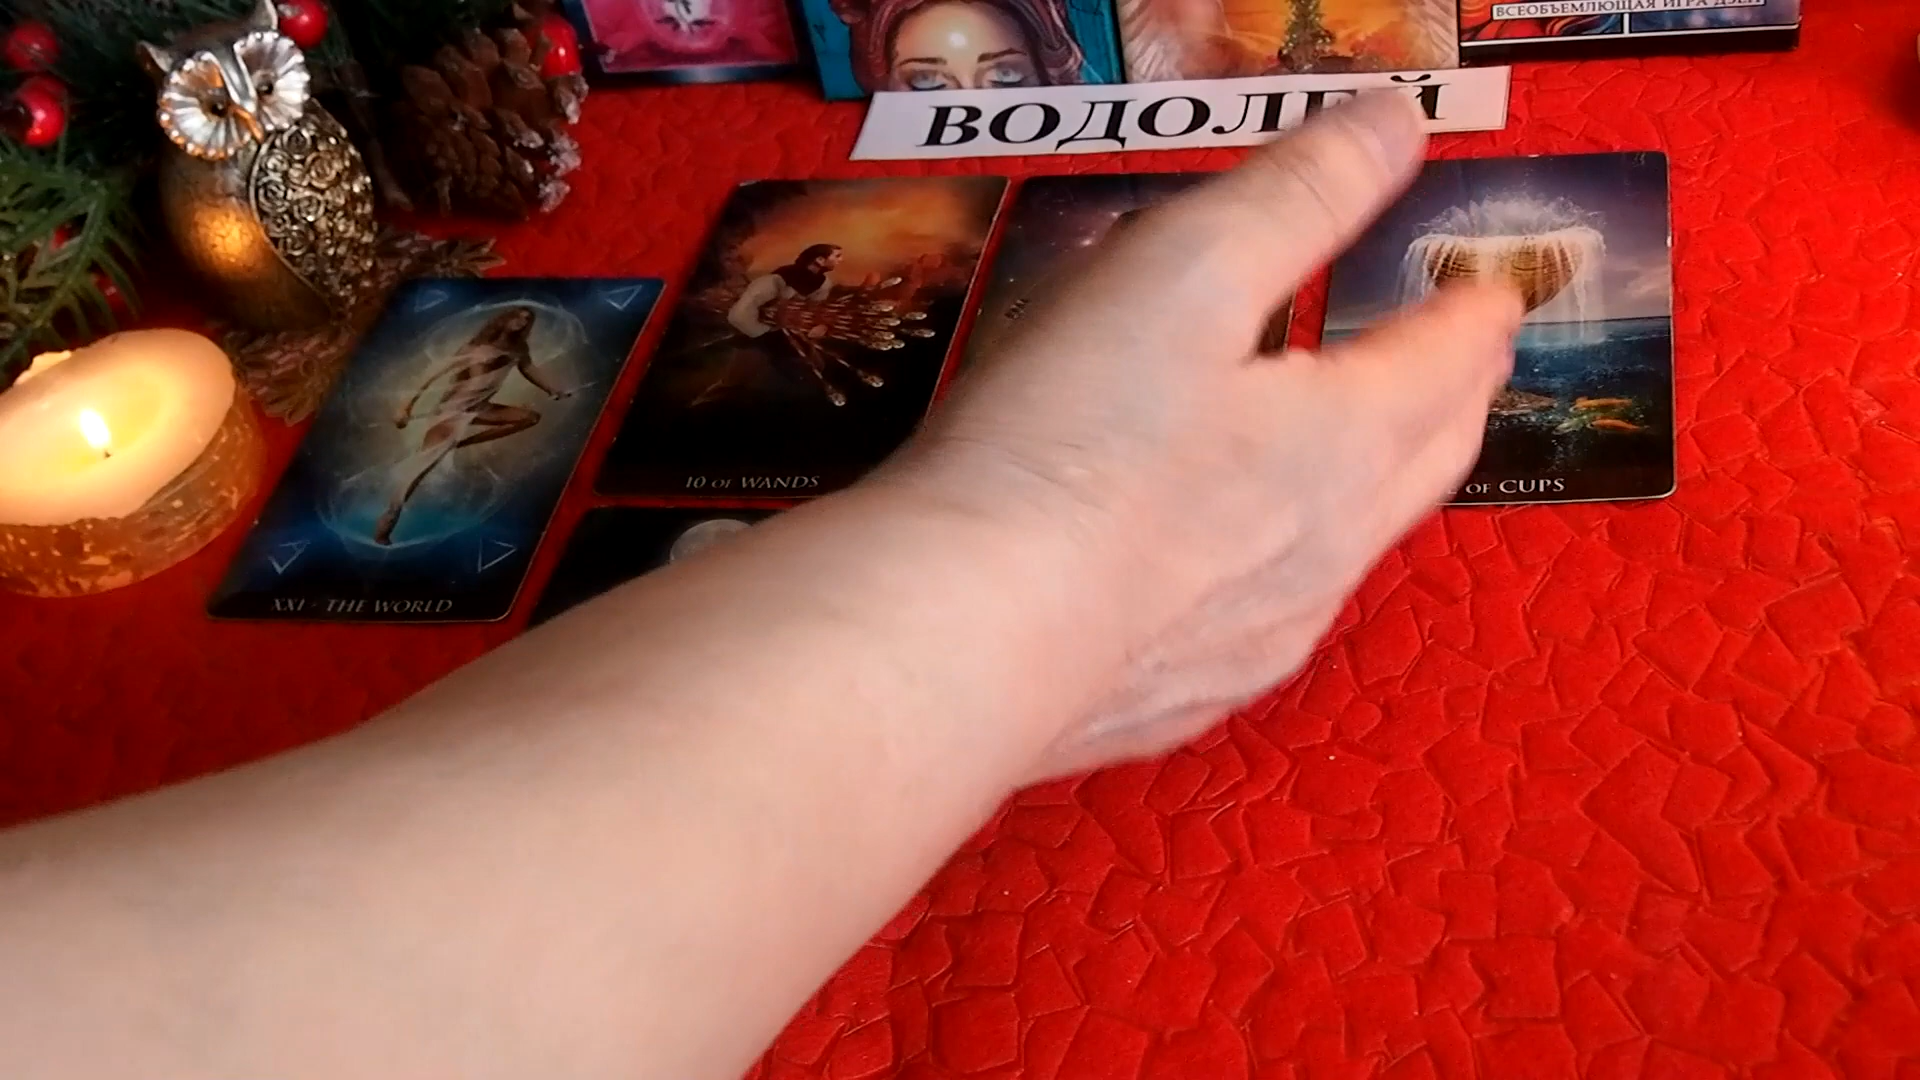 ВСЕОБЪЕМЛЮЩАЯ ИГРА ДЗЕН
ВОДОЛЕЙ
10 OF WANDS
OF CUPS
XXI · THE WORLD